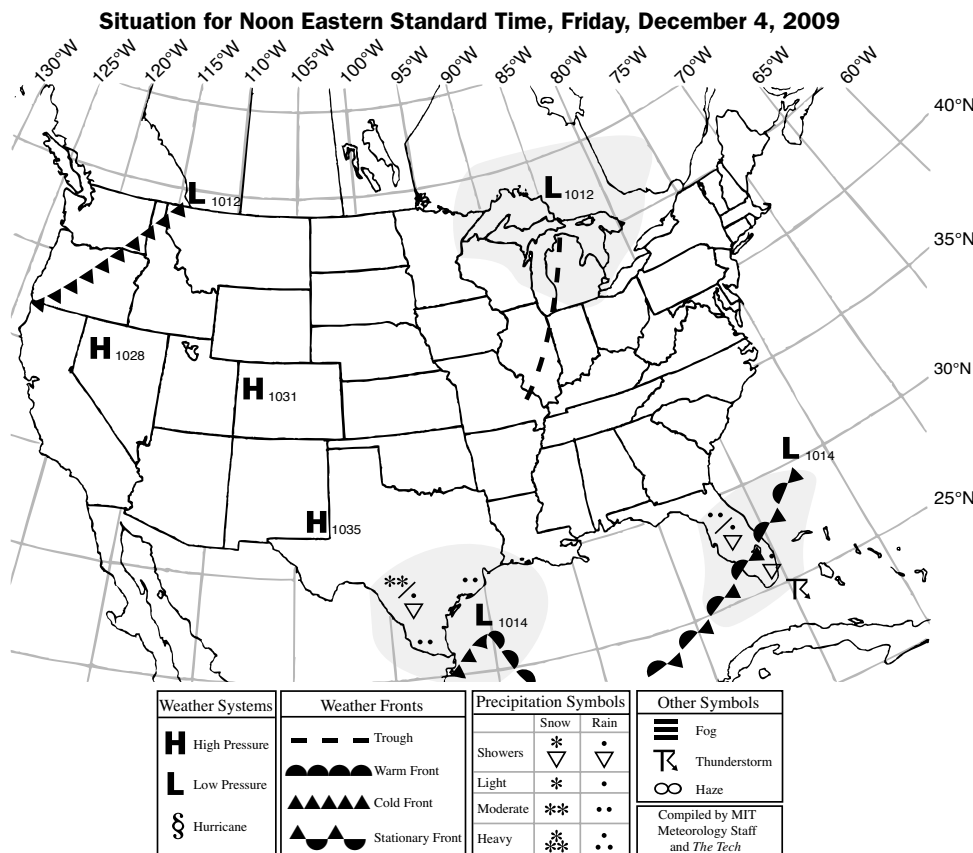 Situation for Noon Eastern Standard Time, Friday, December 4, 2009
130°W 125°W 120°W 115°W 110°W 105°W 100°W 95°W 90°W 85°W 80°W 75°W 70°W 65°W 60°W
40°N
L 1012
L 1012
35°N
H 1028
H 1031
30°N
L 1014
25°N
H 1035
L 1014
Weather Systems
H High Pressure
L Low Pressure
Hurricane
Weather Fronts
Trough
Warm Front
Cold Front
Stationary Front
Precipitation Symbols
Snow Rain
Showers
Light
Moderate
Heavy
Other Symbols
Fog
Thunderstorm
Haze
Compiled by MIT
Meteorology Staff
and The Tech